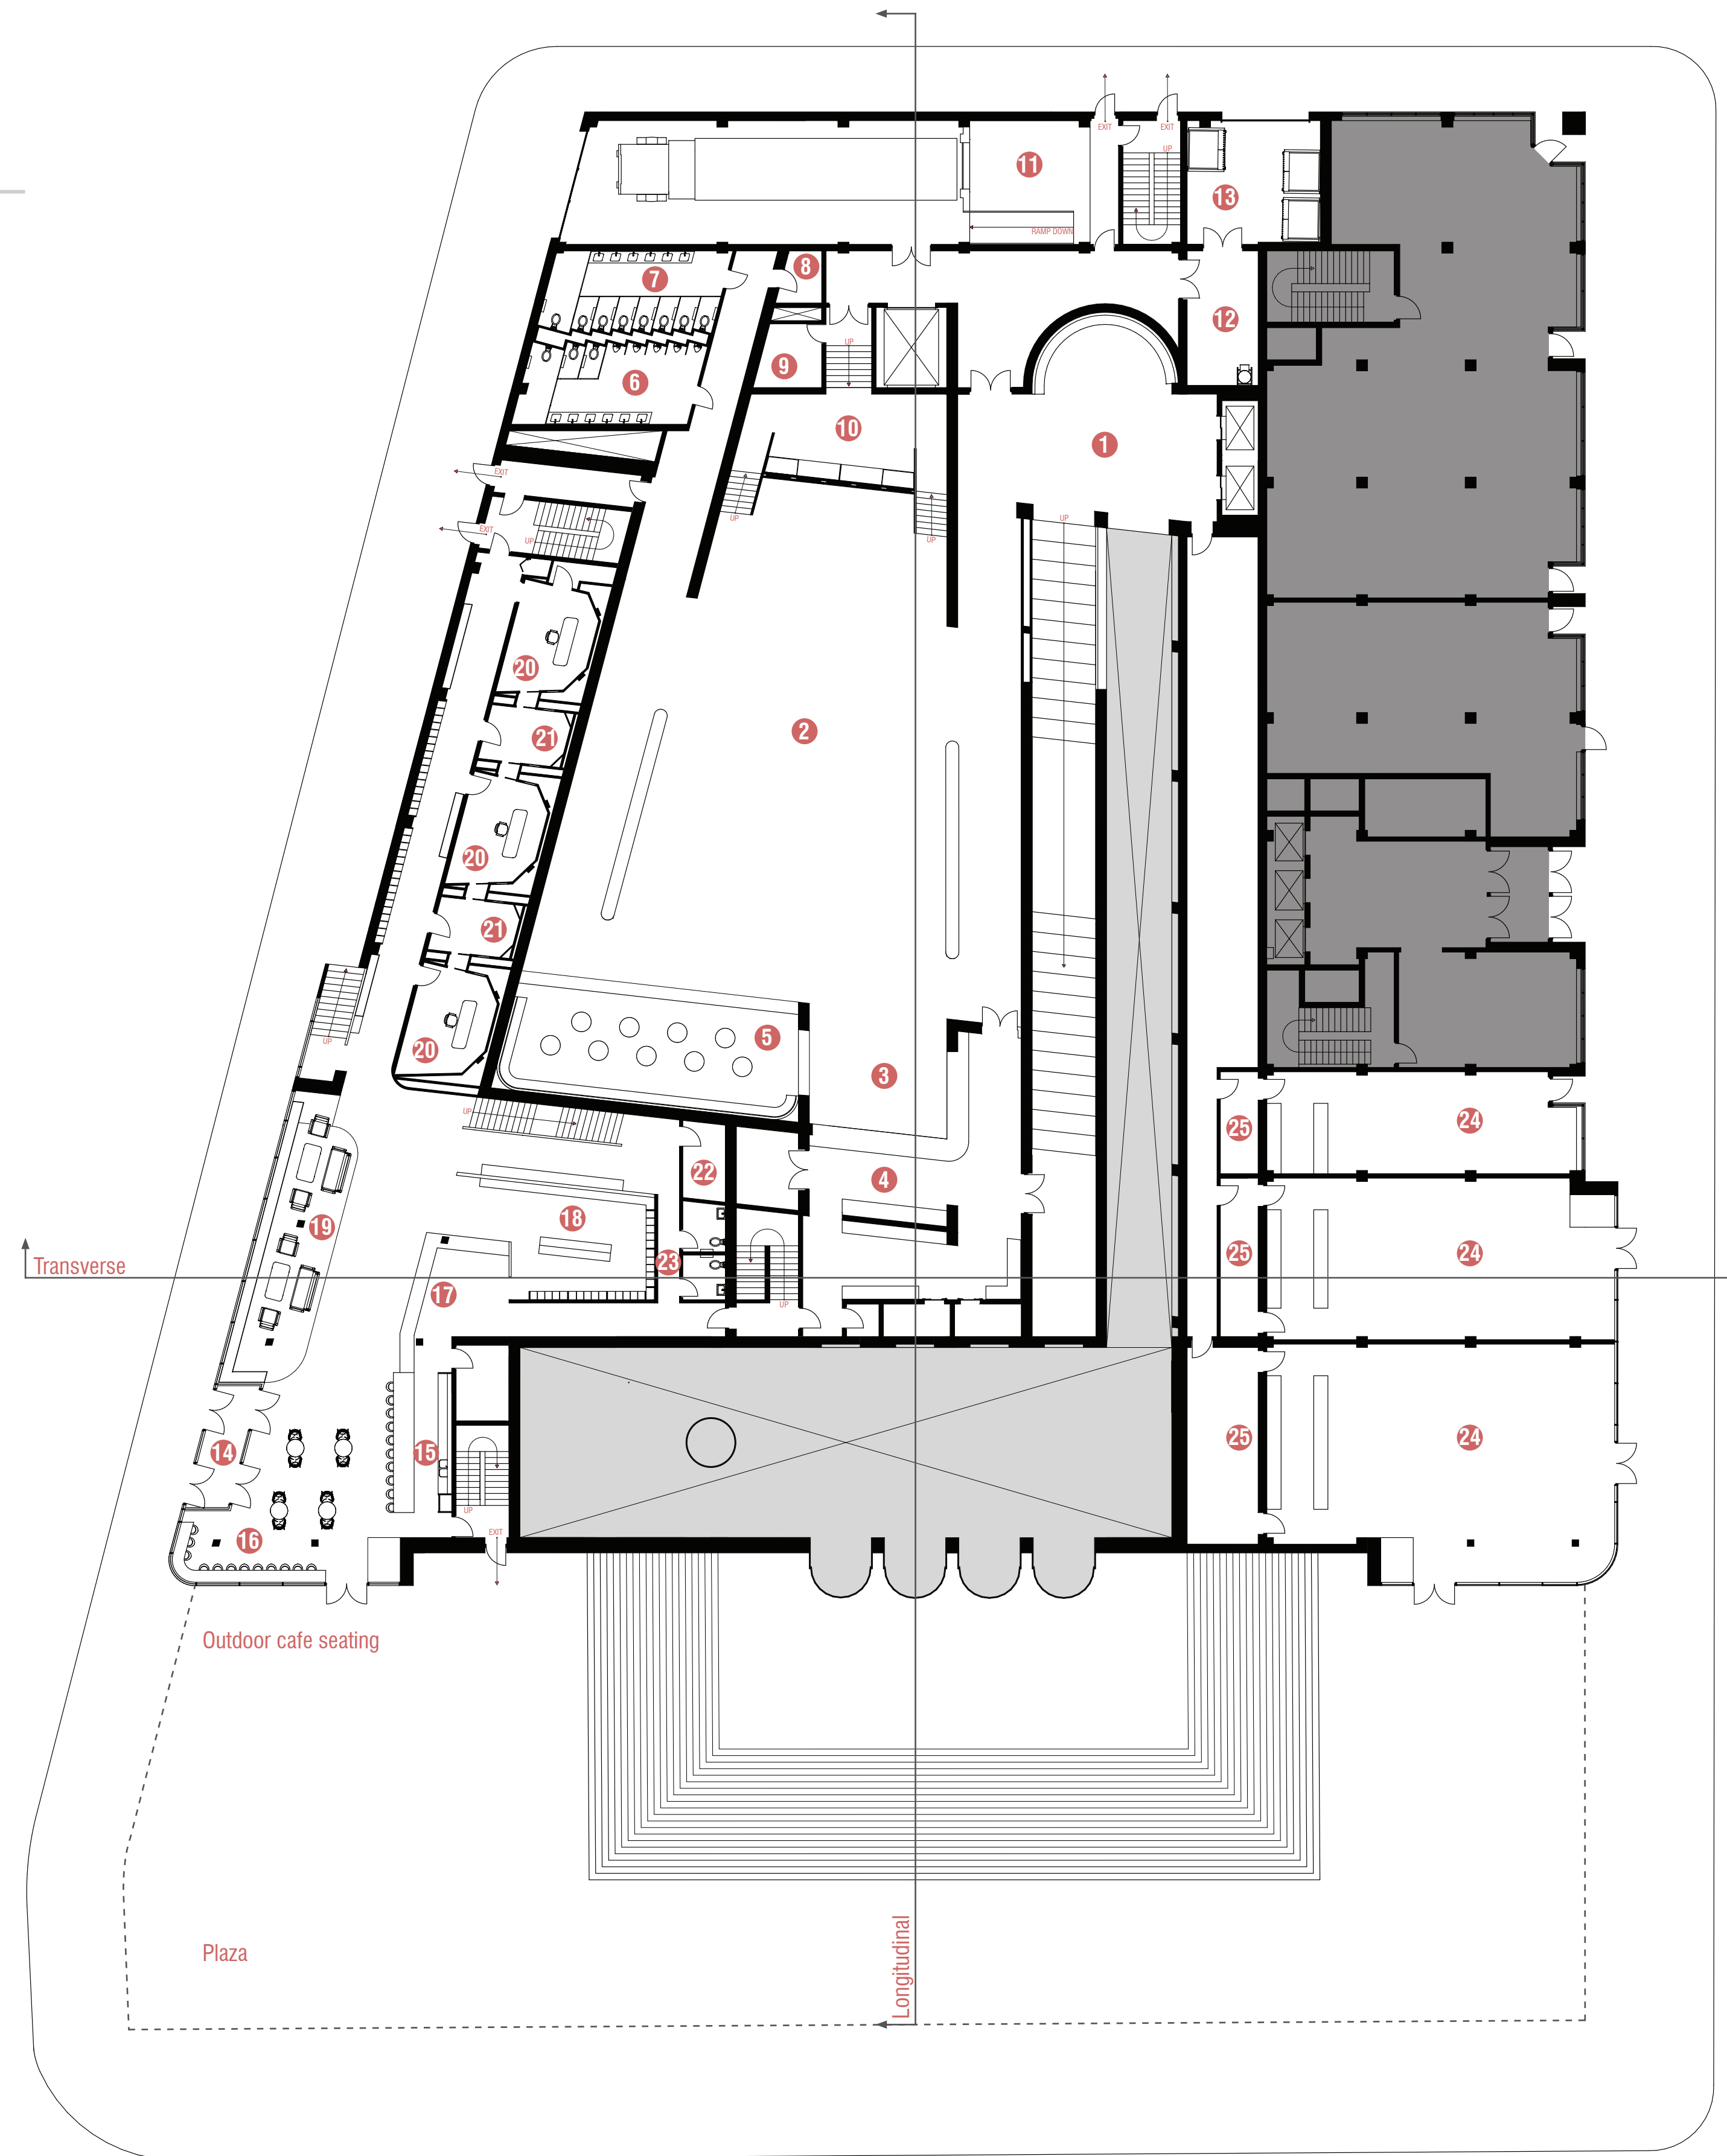 EXIT
EXIT
UP
11
13
RAMP DOWN
7
8
12
UP
9
6
10
1
EXIT
UP
UP
UP
EXIT
UP
20
2
21
20
21
5
20
UP
3
UP
24
25
22
4
18
19
23
25
24
Transverse
17
UP
14
15
25
24
UP
EXIT
16
Outdoor cafe seating
Plaza
Longitudinal